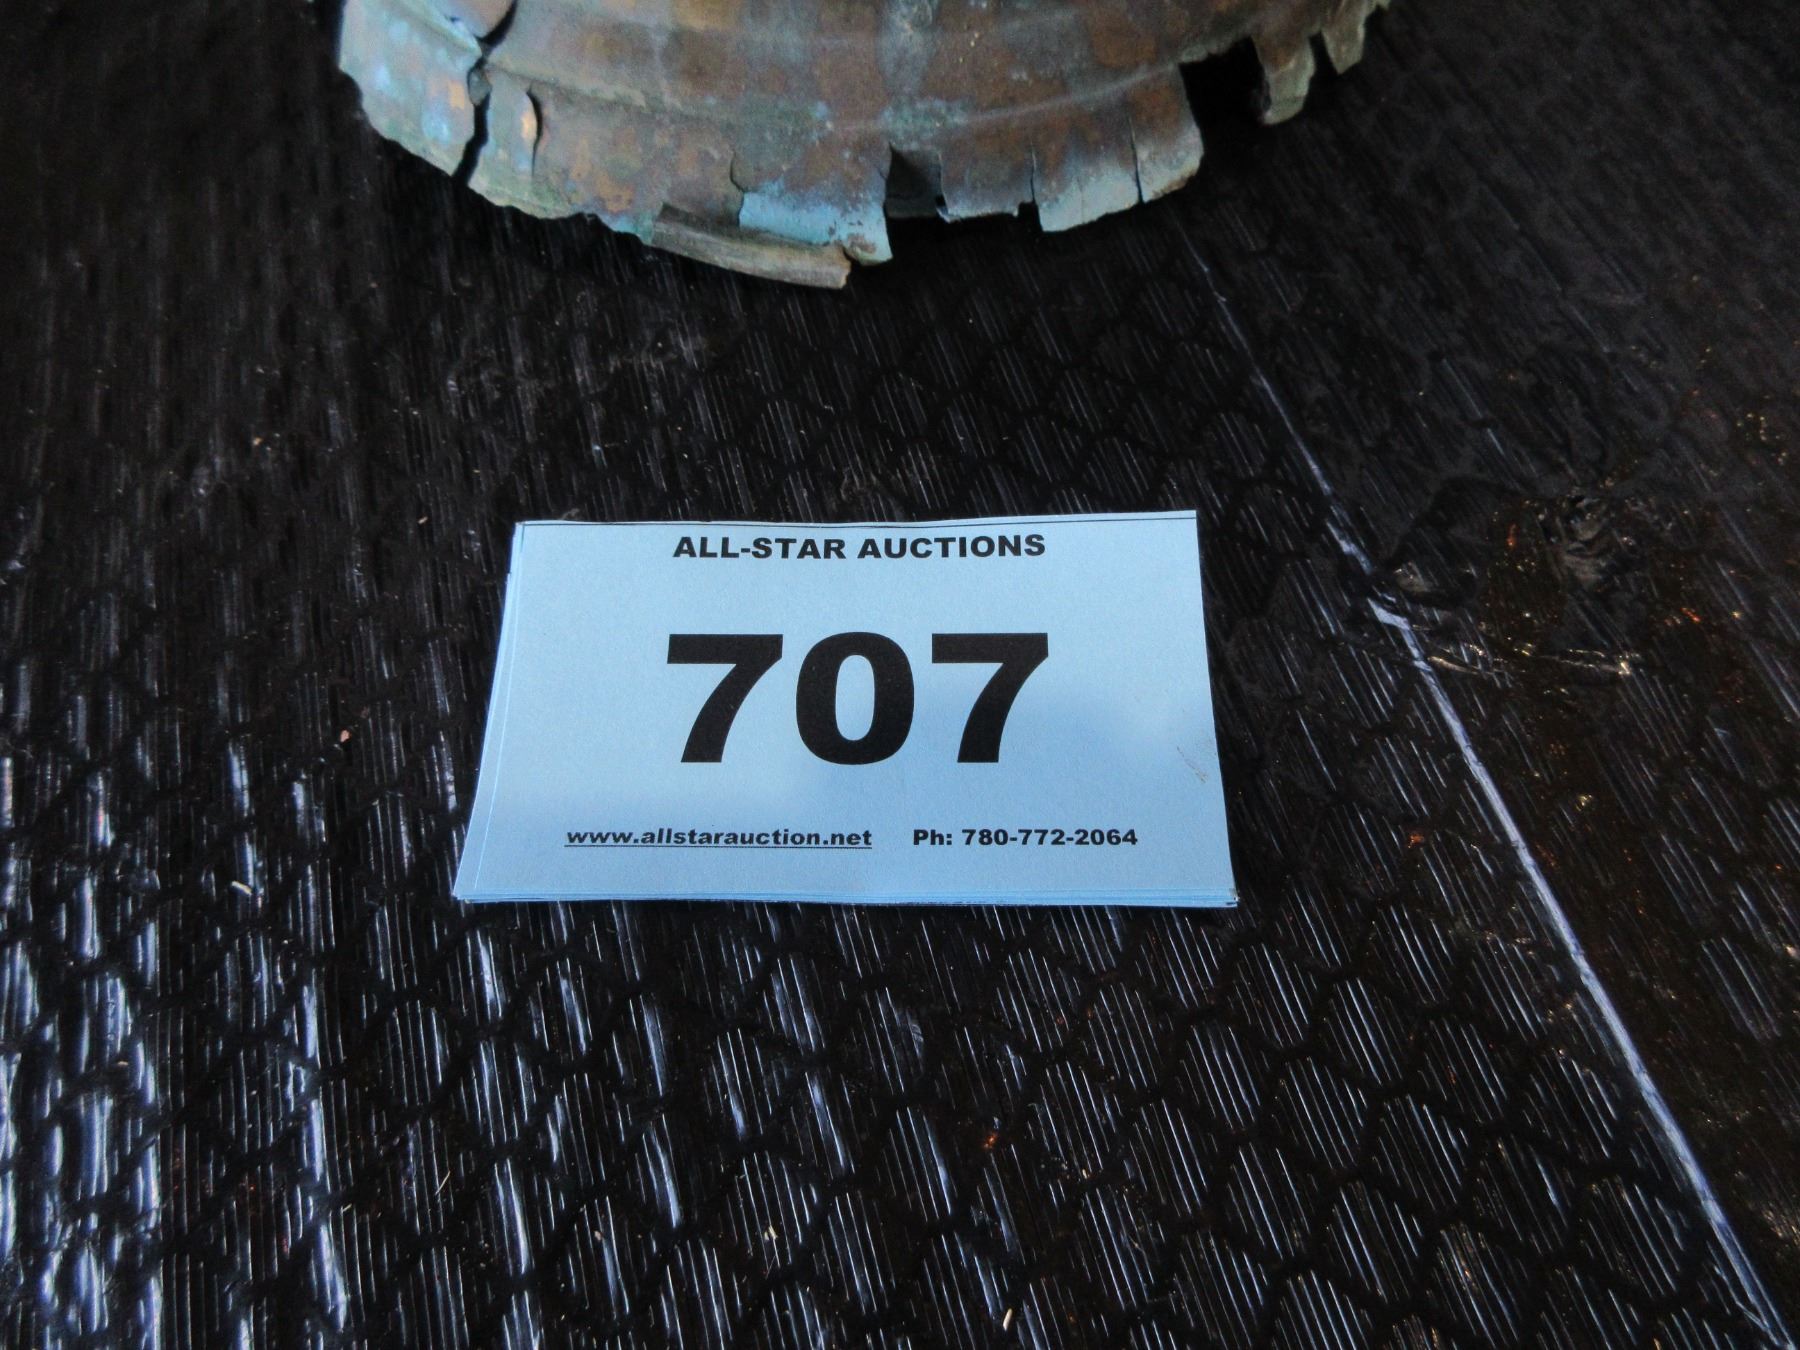 ALL-STAR AUCTIONS
707
www.allstarauction.net Ph: 780-772-2064